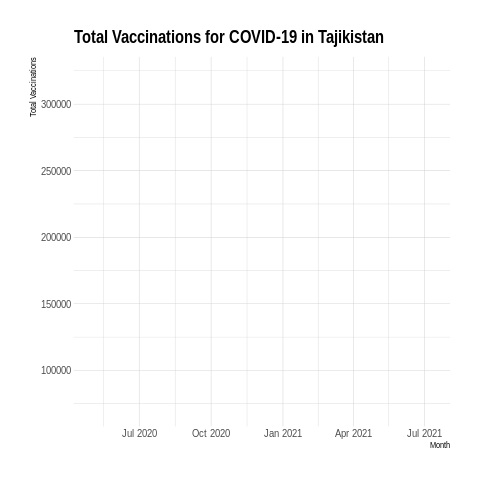 Total Vaccinations for COVID-19 in Tajikistan
Total Vaccinations
300000
250000
200000
150000
100000
Jul 2020 Oct 2020 Jan 2021 Apr 2021 Jul 2021
Month